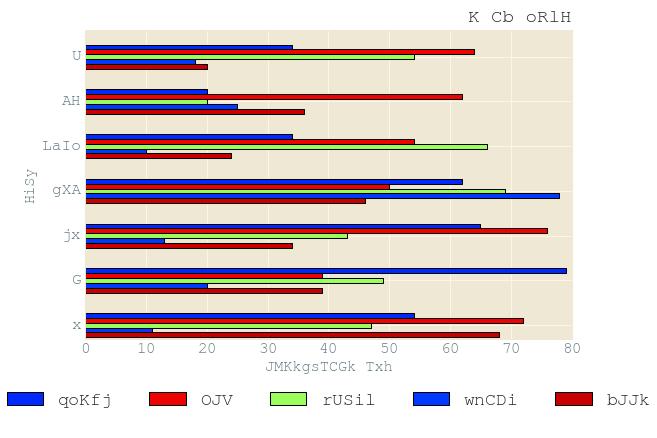 K Cb oRlH
U
AH
LaIo
gXA
jx
G
x
HiSy
0 10 20 30 40 50 60 70 80
JMKkgsTCGk Txh
qoKfj OJV rUSil wnCDi bJJk